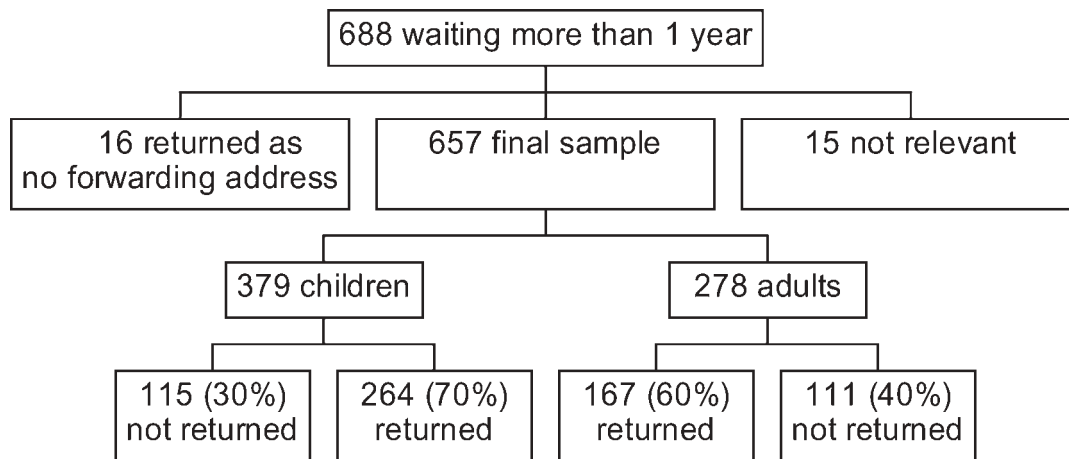 688 waiting more than 1 year
16 returned as
no forwarding address
657 final sample
15 not relevant
379 children
278 adults
115 (30%)
not returned
264 (70%)
returned
167 (60%)
returned
111 (40%)
not returned